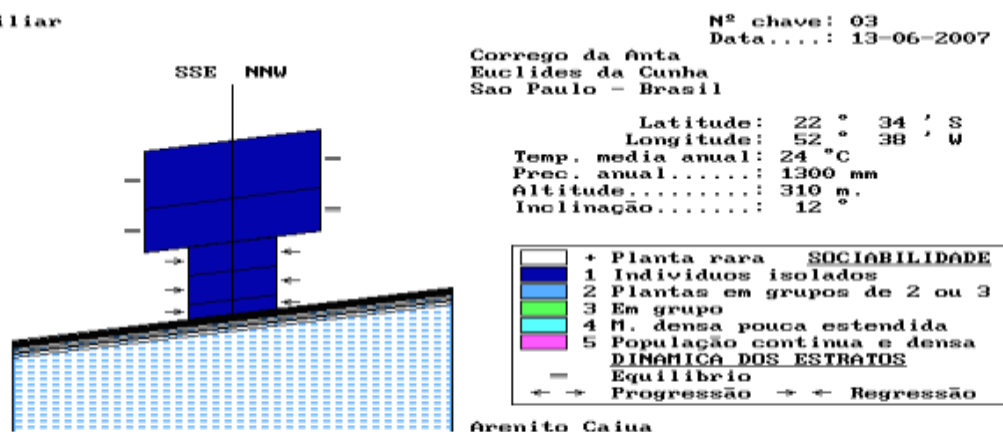 iliar
Nº chave: 03
Data....: 13-06-2007
Corrego da Anta
Euclides da Cunha
Sao Paulo - Brasil
SSE NNW
Latitude: 22 ° 34 ' S
Longitude: 52 ° 38 ' W
Temp. media anual: 24 °C
Prec. anual......: 1300 mm
Altitude.........: 310 m.
Inclinação.......: 12 °
+ Planta rara SOCIABILIDADE
1 Individuos isolados
2 Plantas em grupos de 2 ou 3
3 Em grupo
4 M. densa pouca estendida
5 População continua e densa
DINAMICA DOS ESTRATOS
— Equilibrio
← → Progressão → ← Regressão
Arenito Caiua